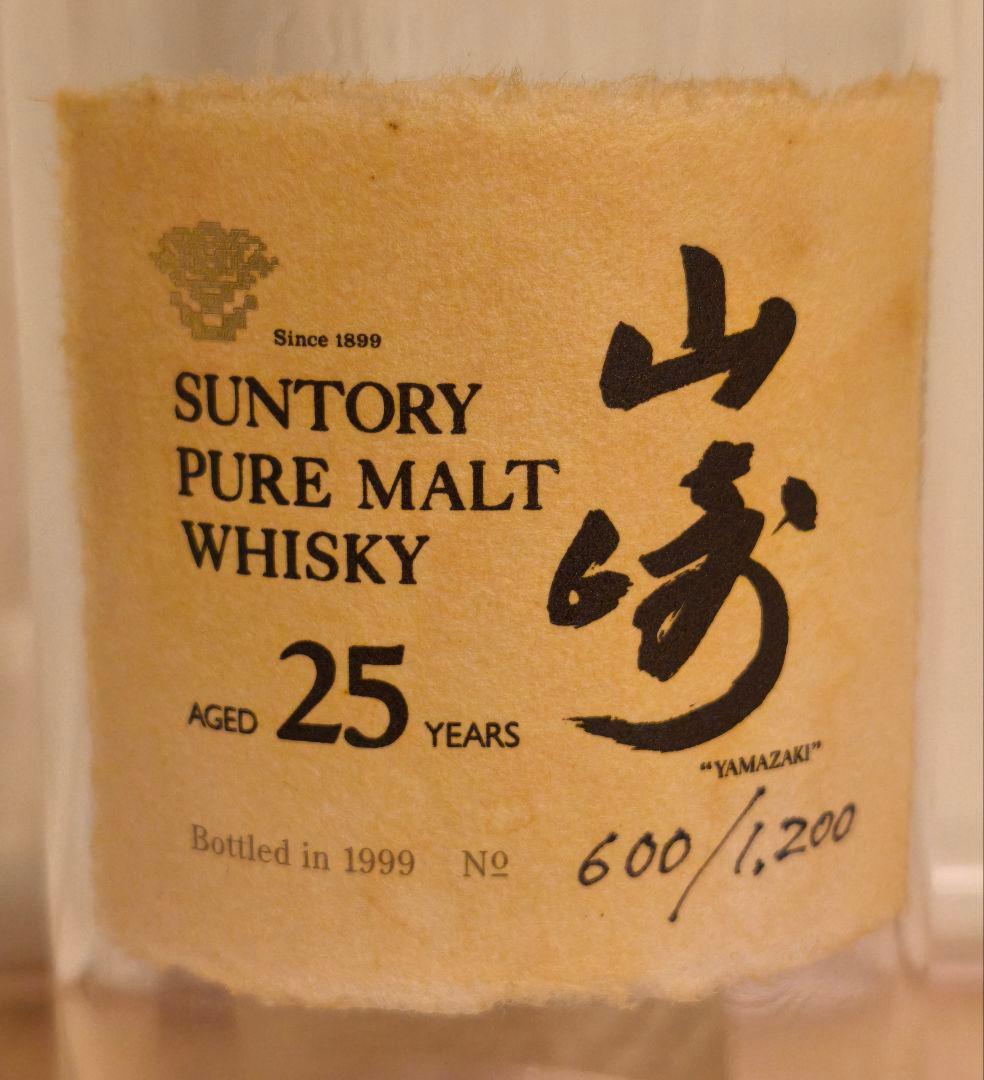 Since 1899
SUNTORY
PURE MALT
WHISKY
AGED 25 YEARS
山崎
“YAMAZAKI”
Bottled in 1999 Nº 600/1,200